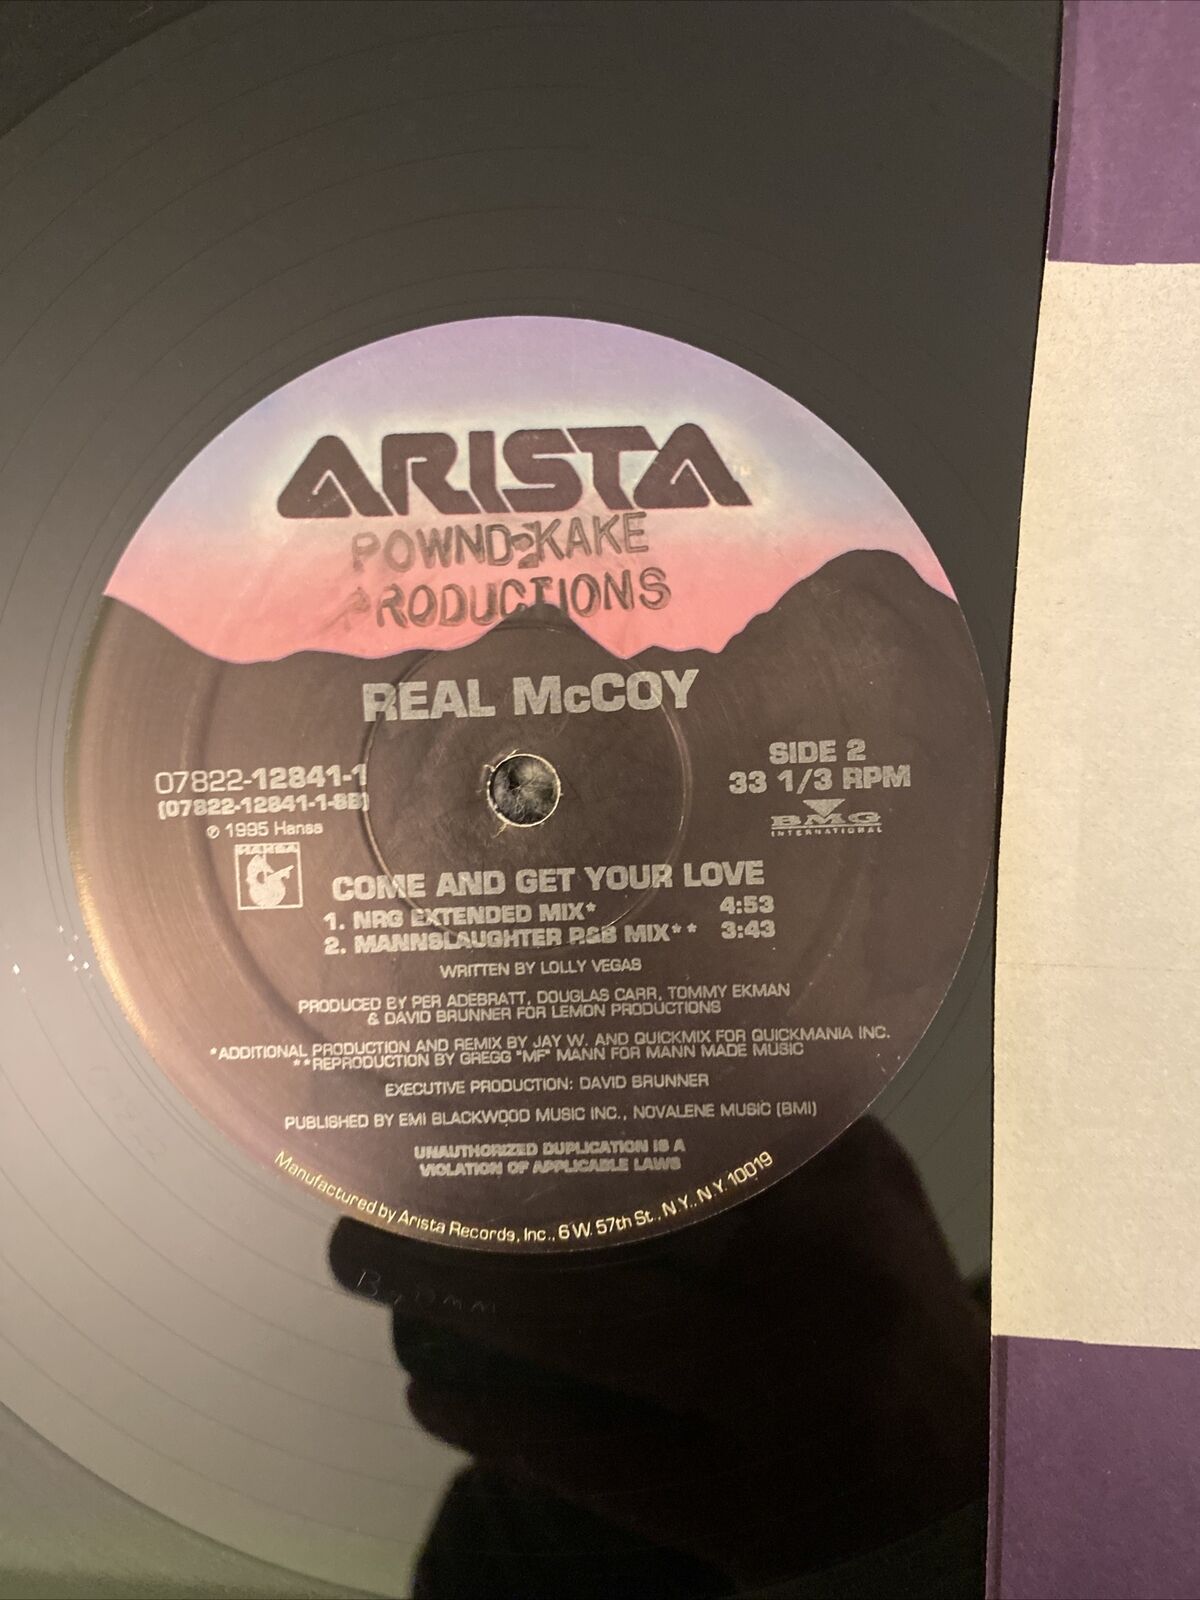 ARISTA
TM
POWND KAKE
PRODUCTIONS
REAL McCOY
07822-12841-1
(07822-12841-1-SB)
℗ 1995 Hansa
HANSA
SIDE 2
33 1/3 RPM
BMG
INTERNATIONAL
COME AND GET YOUR LOVE
1. NRG EXTENDED MIX* 4:53
2. MANNSLAUGHTER R&B MIX** 3:43
WRITTEN BY LOLLY VEGAS
PRODUCED BY PER ADEBRATT, DOUGLAS CARR, TOMMY EKMAN
& DAVID BRUNNER FOR LEMON PRODUCTIONS
*ADDITIONAL PRODUCTION AND REMIX BY JAY W. AND QUICKMIX FOR QUICKMANIA INC.
**REPRODUCTION BY GREGG "MF" MANN FOR MANN MADE MUSIC
EXECUTIVE PRODUCTION: DAVID BRUNNER
PUBLISHED BY EMI BLACKWOOD MUSIC INC., NOVALENE MUSIC (BMI)
UNAUTHORIZED DUPLICATION IS A
VIOLATION OF APPLICABLE LAWS
Manufactured by Arista Records, Inc., 6 W. 57th St., N.Y., N.Y. 10019